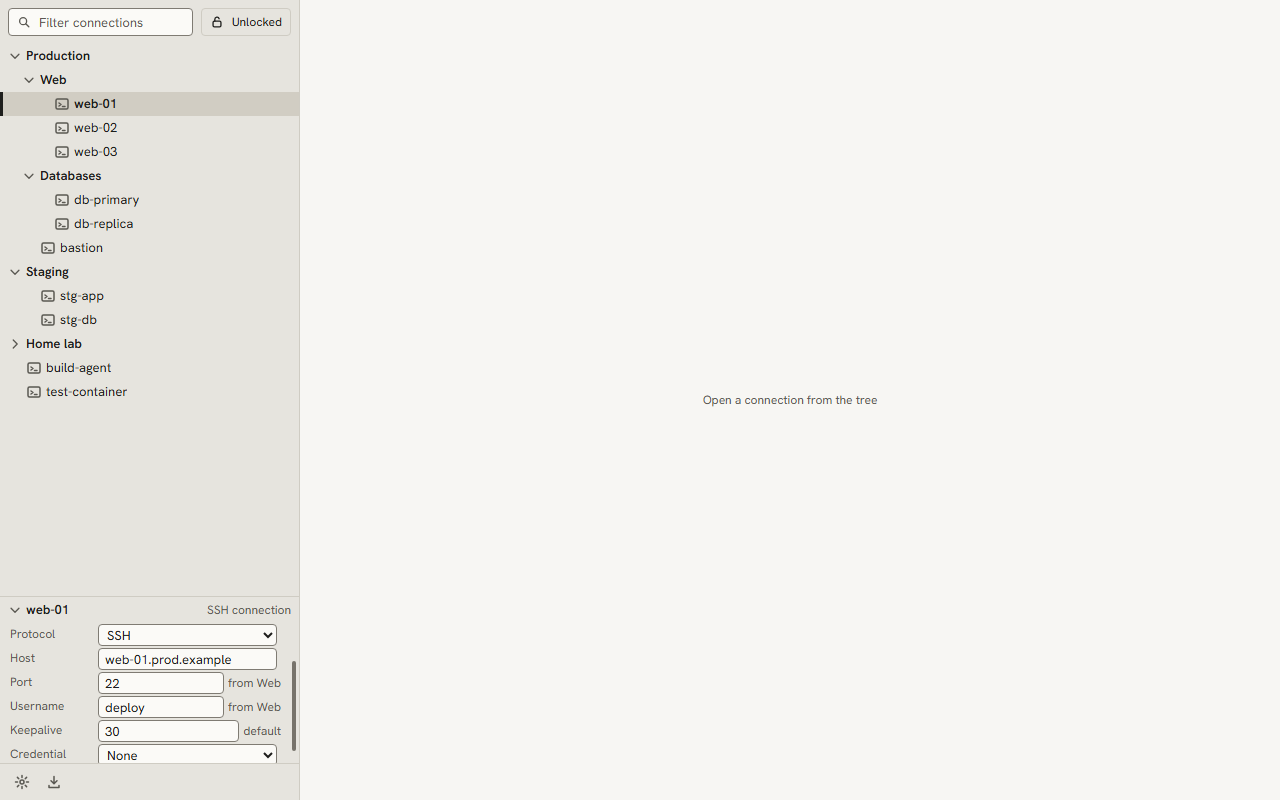 Filter connections
Unlocked
Production
Web
web-01
web-02
web-03
Databases
db-primary
db-replica
bastion
Staging
stg-app
stg-db
Home lab
build-agent
test-container
Open a connection from the tree
web-01 SSH connection
Protocol SSH
Host web-01.prod.example
Port 22 from Web
Username deploy from Web
Keepalive 30 default
Credential None